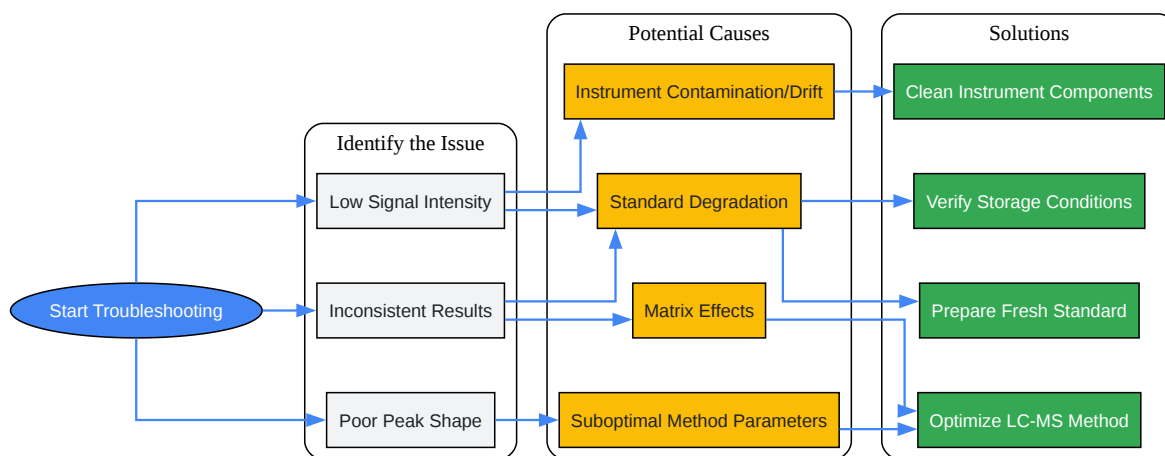 Potential Causes
Solutions
Instrument Contamination/Drift
Clean Instrument Components
Identify the Issue
Low Signal Intensity
Standard Degradation
Verify Storage Conditions
Start Troubleshooting
Inconsistent Results
Matrix Effects
Prepare Fresh Standard
Poor Peak Shape
Suboptimal Method Parameters
Optimize LC-MS Method